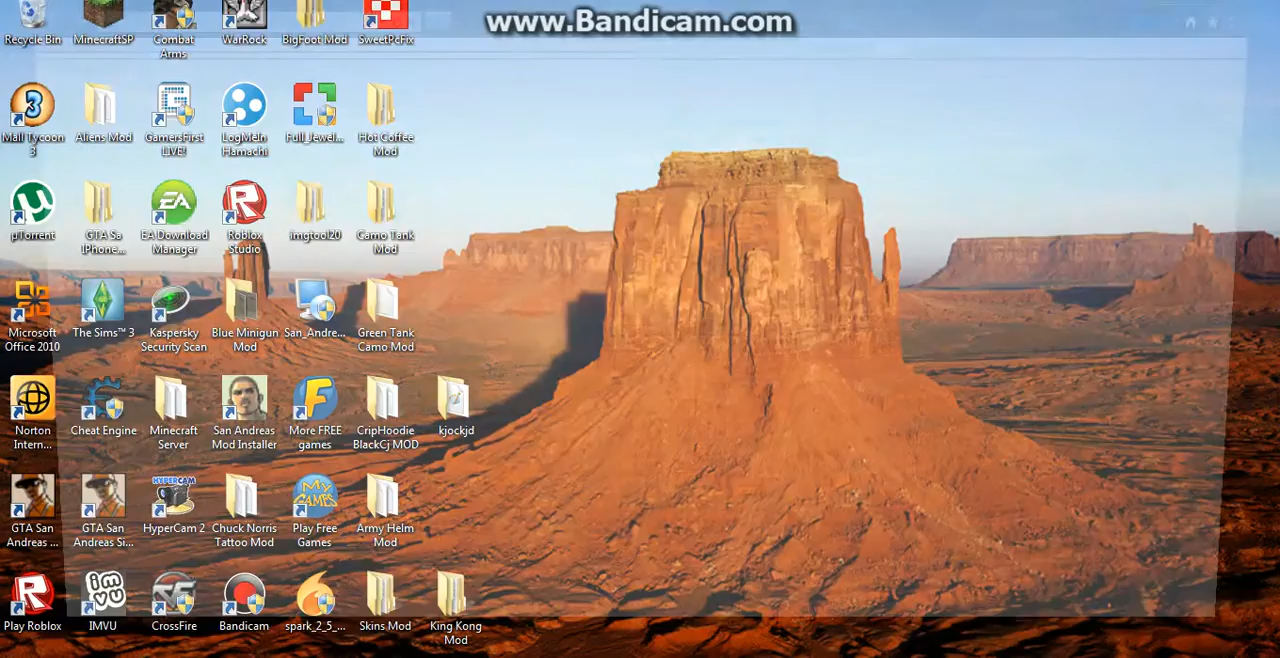 www.Bandicam.com
Recycle Bin
MinecraftSP
Combat
Arms
WarRock
BigFoot Mod
SweetPcFix
Mall Tycoon
3
Aliens Mod
GamersFirst
LIVE!
LogMeIn
Hamachi
Full_Jewel...
Hot Coffee
Mod
µTorrent
GTA Sa
IPhone...
EA Download
Manager
Roblox
Studio
imgtool20
Camo Tank
Mod
Microsoft
Office 2010
The Sims™ 3
Kaspersky
Security Scan
Blue Minigun
Mod
San_Andre...
Green Tank
Camo Mod
Norton
Intern...
Cheat Engine
Minecraft
Server
San Andreas
Mod Installer
More FREE
games
CripHoodie
BlackCj MOD
kjockjd
GTA San
Andreas ...
GTA San
Andreas Si...
HYPERCAM
HyperCam 2
Chuck Norris
Tattoo Mod
MY
GAMES
Play Free
Games
Army Helm
Mod
Play Roblox
imvu
IMVU
CrossFire
Bandicam
spark_2_5_...
Skins Mod
King Kong
Mod